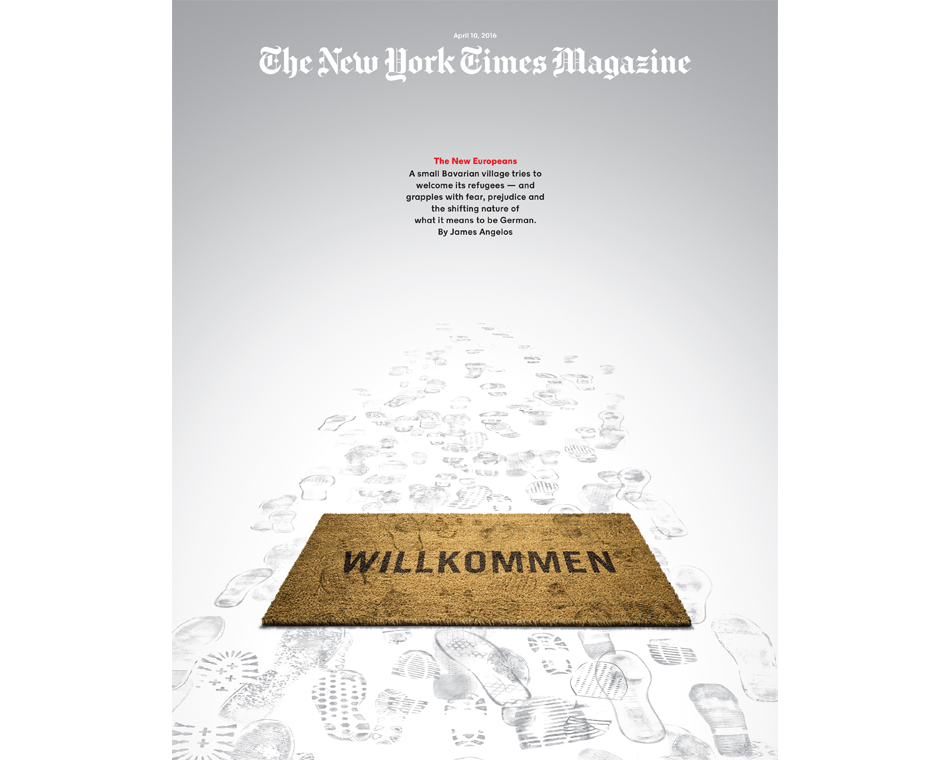 April 10, 2016
The New York Times Magazine
The New Europeans
A small Bavarian village tries to
welcome its refugees — and
grapples with fear, prejudice and
the shifting nature of
what it means to be German.
By James Angelos
WILLKOMMEN